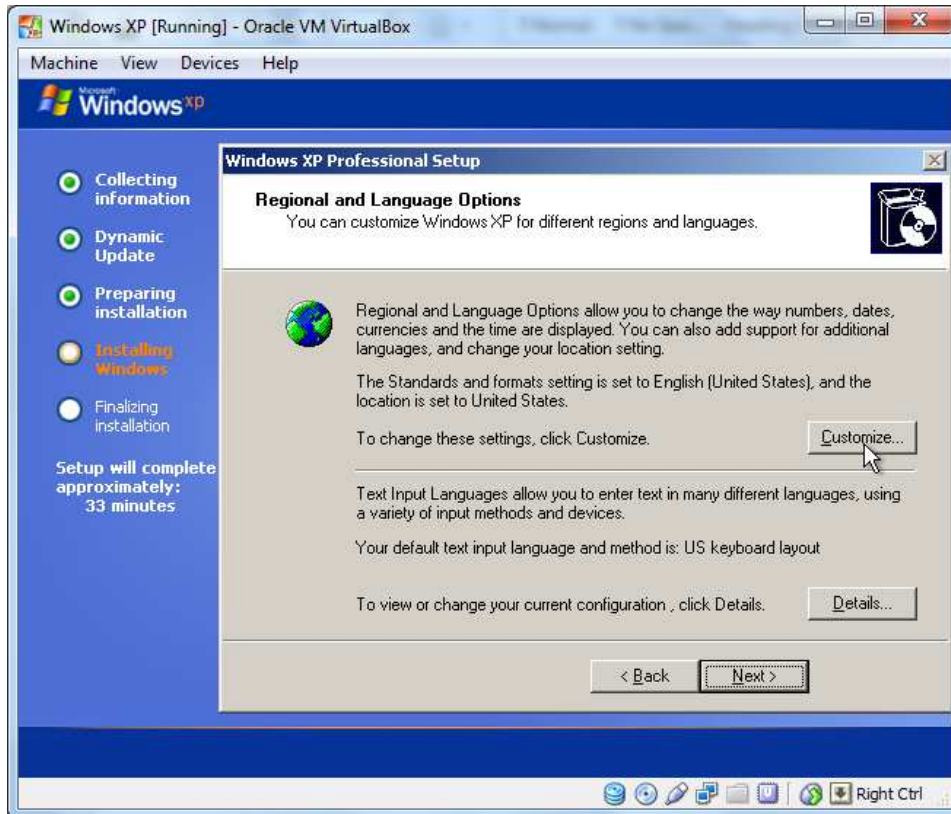 Windows XP [Running] - Oracle VM VirtualBox
Machine View Devices Help
Microsoft
Windows xp
Collecting
information
Dynamic
Update
Preparing
installation
Installing
Windows
Finalizing
installation
Setup will complete
approximately:
33 minutes
Windows XP Professional Setup
Regional and Language Options
You can customize Windows XP for different regions and languages.
Regional and Language Options allow you to change the way numbers, dates,
currencies and the time are displayed. You can also add support for additional
languages, and change your location setting.
The Standards and formats setting is set to English (United States), and the
location is set to United States.
To change these settings, click Customize.
Customize...
Text Input Languages allow you to enter text in many different languages, using
a variety of input methods and devices.
Your default text input language and method is: US keyboard layout
To view or change your current configuration , click Details.
Details...
< Back
Next >
Right Ctrl